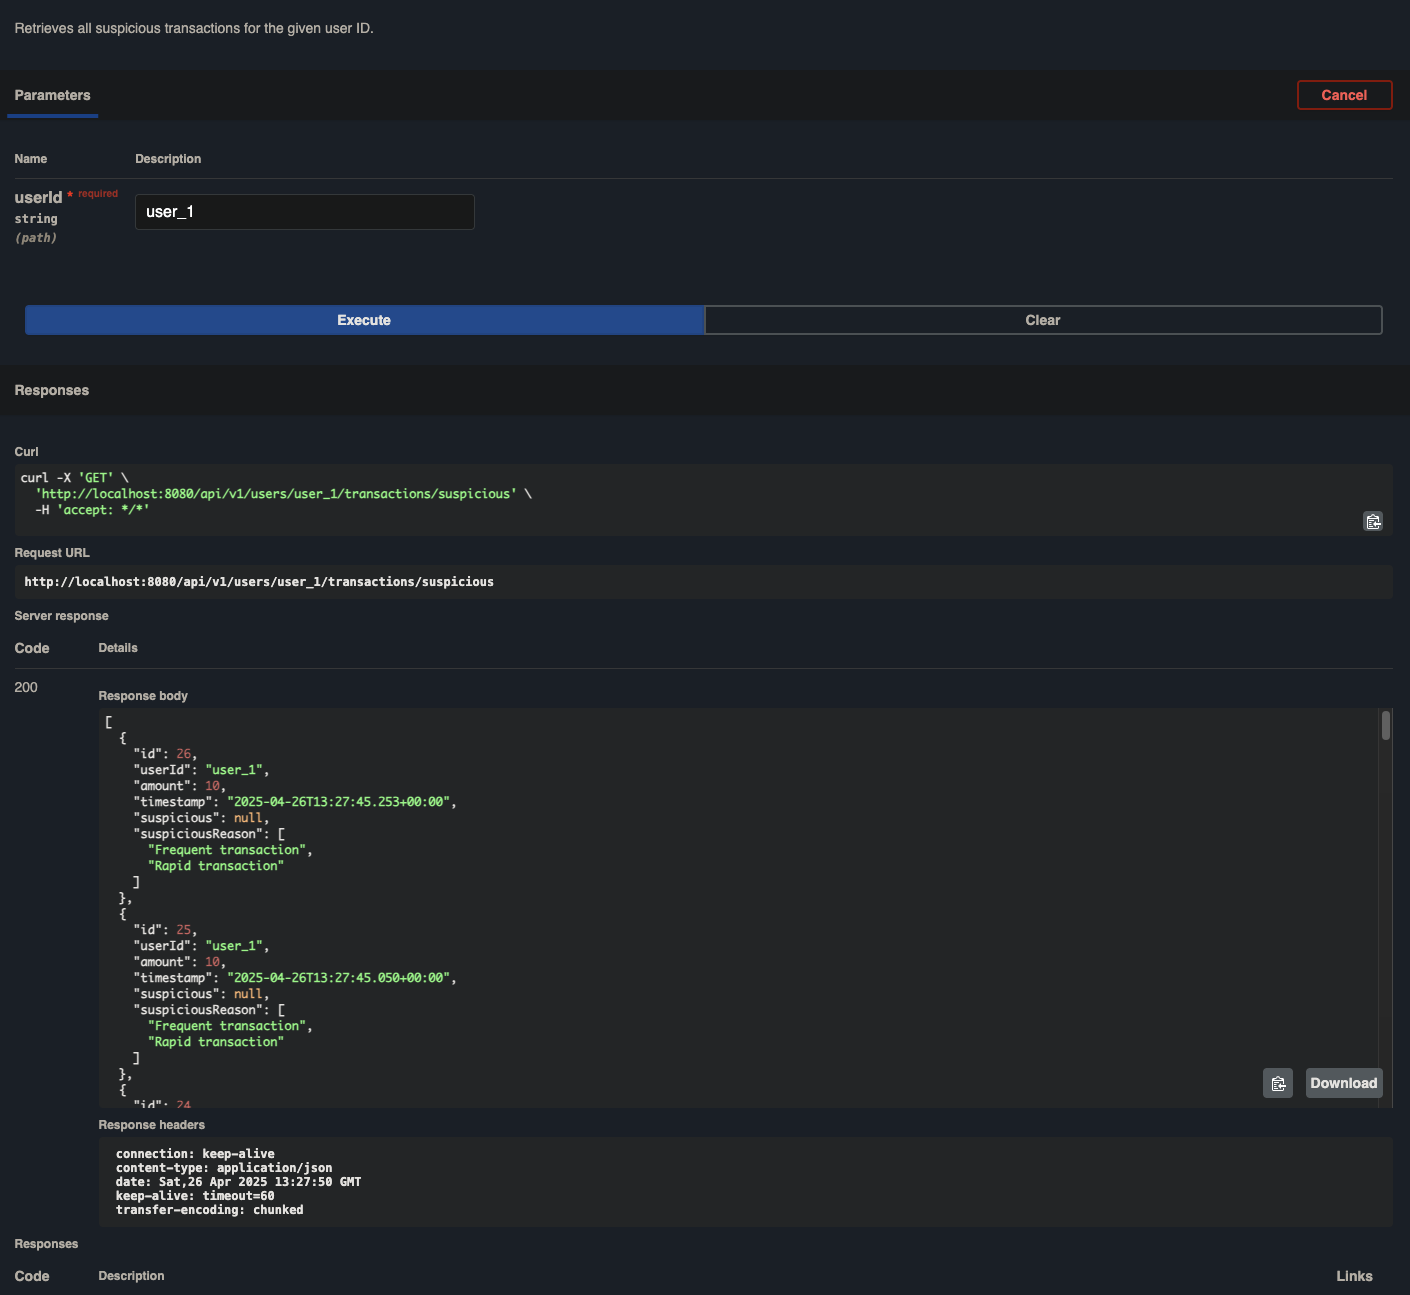 Retrieves all suspicious transactions for the given user ID.
Parameters
Cancel
Name Description
userId * required
string
(path)
user_1
Execute Clear
Responses
Curl
curl -X 'GET' \
'http://localhost:8080/api/v1/users/user_1/transactions/suspicious' \
-H 'accept: */*'
Request URL
http://localhost:8080/api/v1/users/user_1/transactions/suspicious
Server response
Code Details
200
Response body
[
{
"id": 26,
"userId": "user_1",
"amount": 10,
"timestamp": "2025-04-26T13:27:45.253+00:00",
"suspicious": null,
"suspiciousReason": [
"Frequent transaction",
"Rapid transaction"
]
},
{
"id": 25,
"userId": "user_1",
"amount": 10,
"timestamp": "2025-04-26T13:27:45.050+00:00",
"suspicious": null,
"suspiciousReason": [
"Frequent transaction",
"Rapid transaction"
]
},
{
"id": 24
Download
Response headers
connection: keep-alive
content-type: application/json
date: Sat,26 Apr 2025 13:27:50 GMT
keep-alive: timeout=60
transfer-encoding: chunked
Responses
Code Description Links